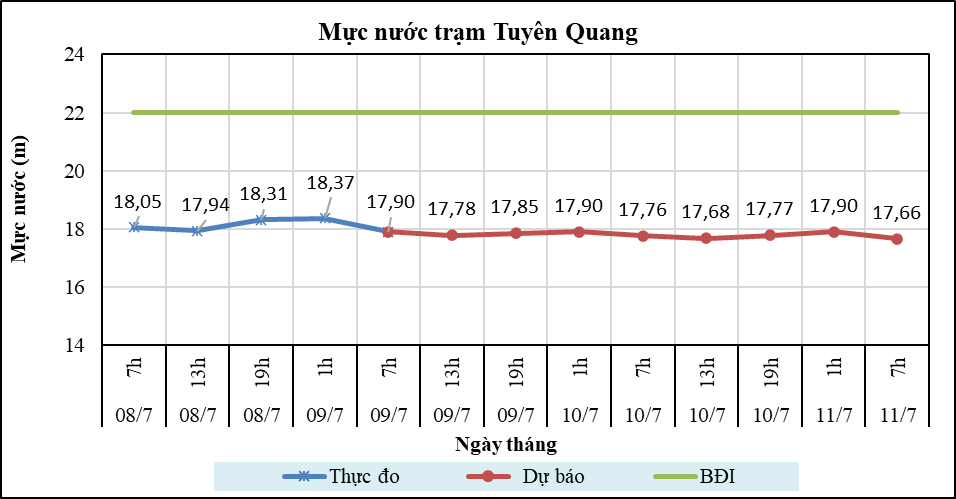 Mực nước trạm Tuyên Quang
Mực nước (m)
24
22
20
18
16
14
18,05 17,94 18,31 18,37 17,90 17,78 17,85 17,90 17,76 17,68 17,77 17,90 17,66
7h 13h 19h 1h 7h 13h 19h 1h 7h 13h 19h 1h 7h
08/7 08/7 08/7 09/7 09/7 09/7 09/7 10/7 10/7 10/7 10/7 11/7 11/7
Ngày tháng
Thực đo Dự báo BĐI